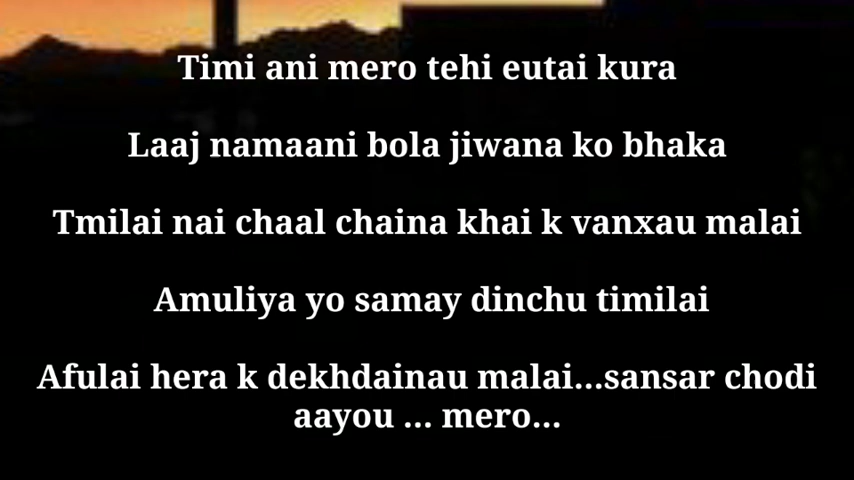 Timi ani mero tehi eutai kura
Laaj namaani bola jiwana ko bhaka
Tmilai nai chaal chaina khai k vanxau malai
Amuliya yo samay dinchu timilai
Afulai hera k dekhdainau malai...sansar chodi
aayou ... mero...